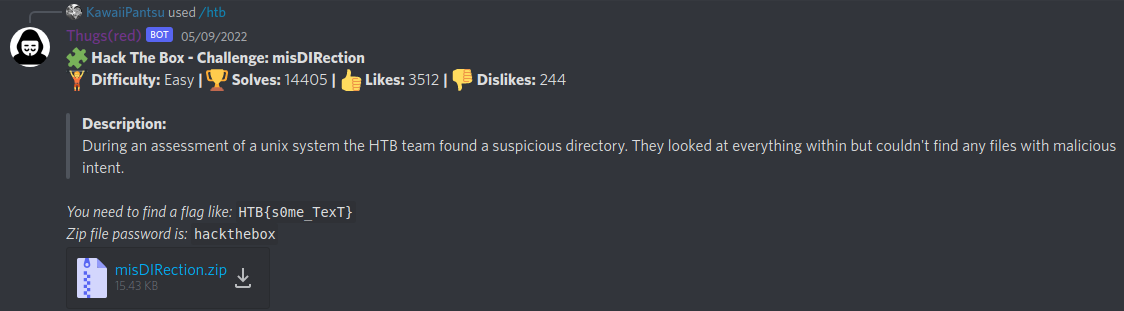 KawaiiPantsu used /htb
Thugs(red) BOT 05/09/2022
Hack The Box - Challenge: misDIRection
Difficulty: Easy | Solves: 14405 | Likes: 3512 | Dislikes: 244
Description:
During an assessment of a unix system the HTB team found a suspicious directory. They looked at everything within but couldn't find any files with malicious
intent.
You need to find a flag like: HTB{s0me_TexT}
Zip file password is: hackthebox
misDIRection.zip
15.43 KB